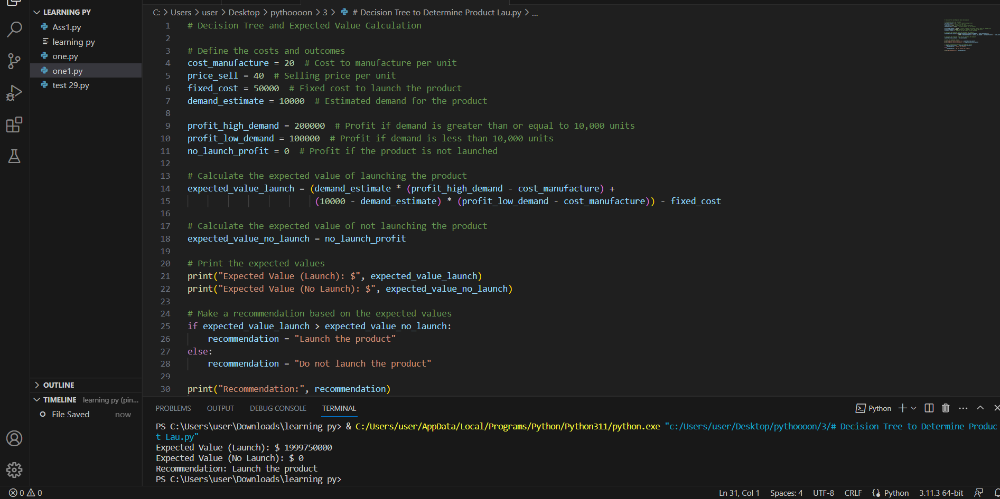 LEARNING PY
Ass1.py
learning py
one.py
one1.py
test 29.py
OUTLINE
TIMELINE learning py (pin...
File Saved now
C: > Users > user > Desktop > pythoooon > 3 > # Decision Tree to Determine Product Lau.py > ...
1 # Decision Tree and Expected Value Calculation
2
3 # Define the costs and outcomes
4 cost_manufacture = 20  # Cost to manufacture per unit
5 price_sell = 40  # Selling price per unit
6 fixed_cost = 50000  # Fixed cost to launch the product
7 demand_estimate = 10000  # Estimated demand for the product
8
9 profit_high_demand = 200000  # Profit if demand is greater than or equal to 10,000 units
10 profit_low_demand = 100000  # Profit if demand is less than 10,000 units
11 no_launch_profit = 0  # Profit if the product is not launched
12
13 # Calculate the expected value of launching the product
14 expected_value_launch = (demand_estimate * (profit_high_demand - cost_manufacture) +
15                          (10000 - demand_estimate) * (profit_low_demand - cost_manufacture)) - fixed_cost
16
17 # Calculate the expected value of not launching the product
18 expected_value_no_launch = no_launch_profit
19
20 # Print the expected values
21 print("Expected Value (Launch): $", expected_value_launch)
22 print("Expected Value (No Launch): $", expected_value_no_launch)
23
24 # Make a recommendation based on the expected values
25 if expected_value_launch > expected_value_no_launch:
26     recommendation = "Launch the product"
27 else:
28     recommendation = "Do not launch the product"
29
30 print("Recommendation:", recommendation)
PROBLEMS OUTPUT DEBUG CONSOLE TERMINAL Python
PS C:\Users\user\Downloads\learning py> & C:/Users/user/AppData/Local/Programs/Python/Python311/python.exe "c:/Users/user/Desktop/pythoooon/3/# Decision Tree to Determine Produc
t Lau.py"
Expected Value (Launch): $ 1999750000
Expected Value (No Launch): $ 0
Recommendation: Launch the product
PS C:\Users\user\Downloads\learning py>
0 0 Ln 31, Col 1 Spaces: 4 UTF-8 CRLF Python 3.11.3 64-bit